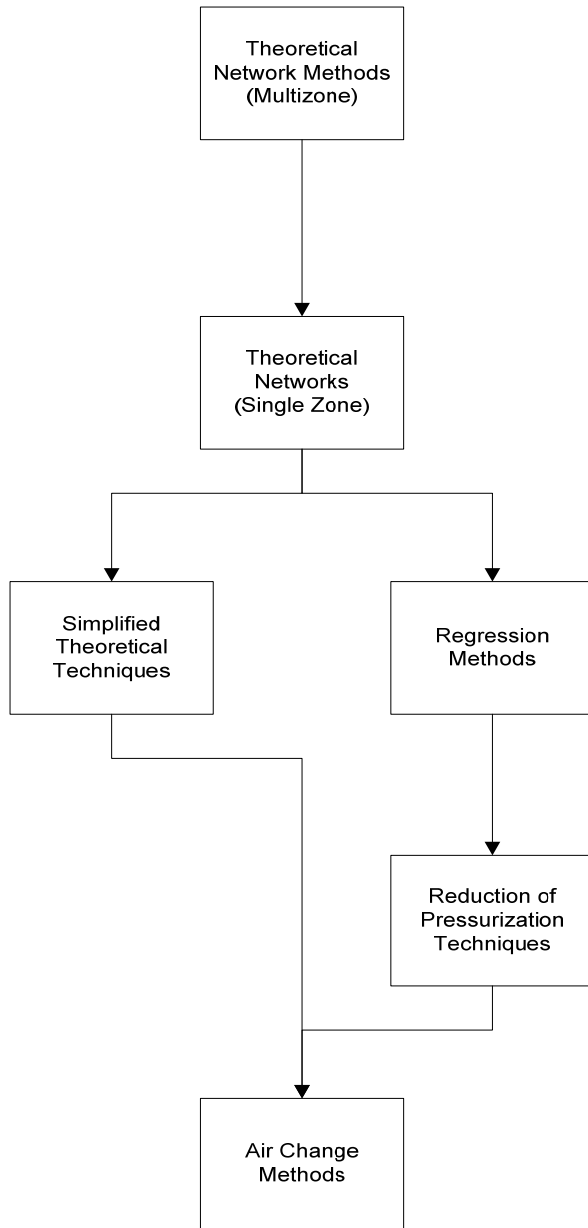 Theoretical
Network Methods
(Multizone)
Theoretical
Networks
(Single Zone)
Simplified
Theoretical
Techniques
Regression
Methods
Reduction of
Pressurization
Techniques
Air Change
Methods